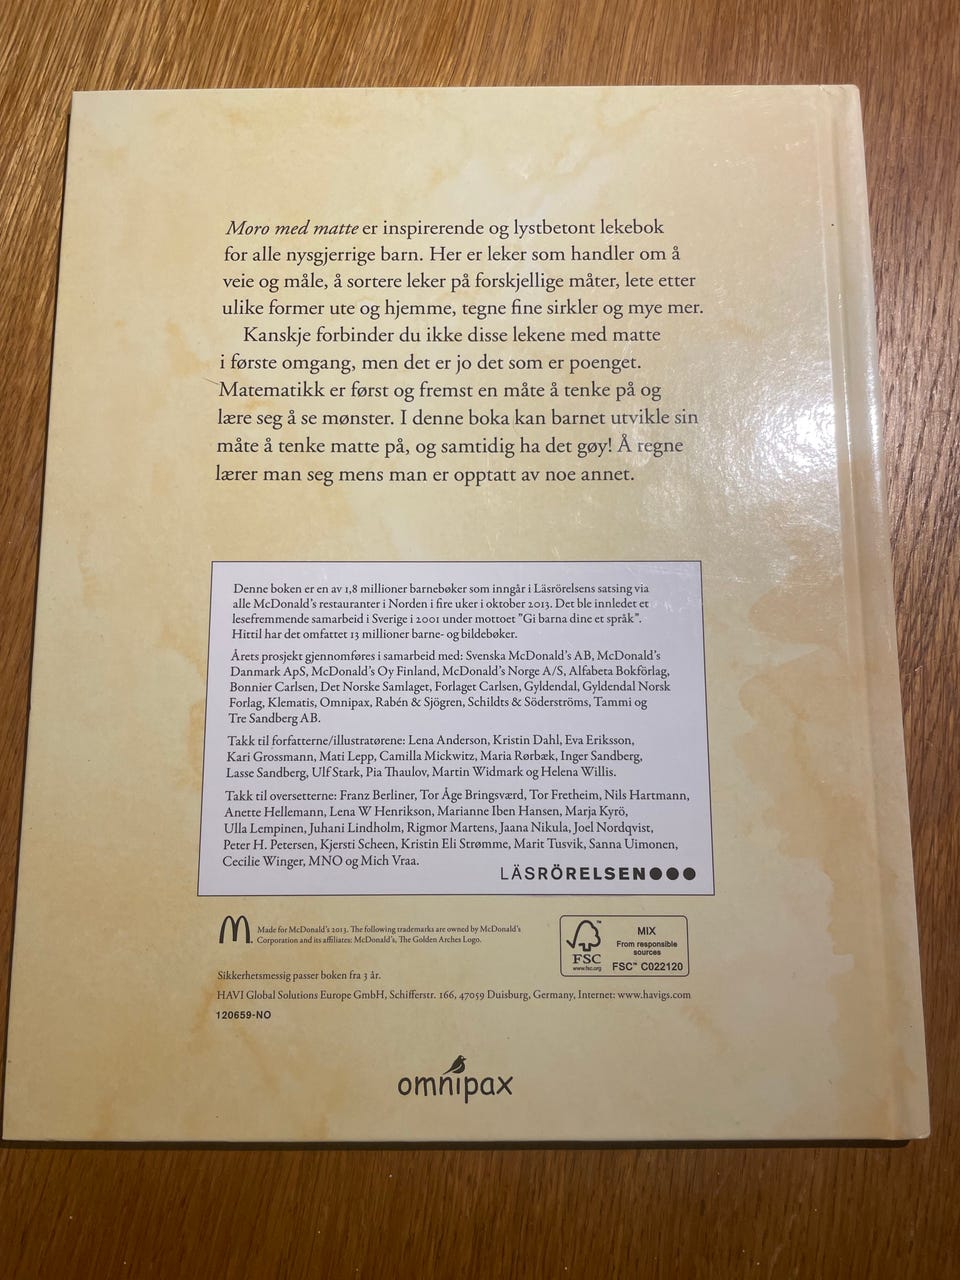 Moro med matte er inspirerende og lystbetont lekebok
for alle nysgjerrige barn. Her er leker som handler om å
veie og måle, å sortere leker på forskjellige måter, lete etter
ulike former ute og hjemme, tegne fine sirkler og mye mer.
Kanskje forbinder du ikke disse lekene med matte
i første omgang, men det er jo det som er poenget.
Matematikk er først og fremst en måte å tenke på og
lære seg å se mønster. I denne boka kan barnet utvikle sin
måte å tenke matte på, og samtidig ha det gøy! Å regne
lærer man seg mens man er opptatt av noe annet.
Denne boken er en av 1,8 millioner barnebøker som inngår i Läsrörelsens satsing via
alle McDonald's restauranter i Norden i fire uker i oktober 2013. Det ble innledet et
lesefremmende samarbeid i Sverige i 2001 under mottoet "Gi barna dine et språk".
Hittil har det omfattet 13 millioner barne- og bildebøker.
Årets prosjekt gjennomføres i samarbeid med: Svenska McDonald's AB, McDonald's
Danmark ApS, McDonald's Oy Finland, McDonald's Norge A/S, Alfabeta Bokförlag,
Bonnier Carlsen, Det Norske Samlaget, Forlaget Carlsen, Gyldendal, Gyldendal Norsk
Forlag, Klematis, Omnipax, Rabén & Sjögren, Schildts & Söderströms, Tammi og
Tre Sandberg AB.
Takk til forfatterne/illustratørene: Lena Anderson, Kristin Dahl, Eva Eriksson,
Kari Grossmann, Mati Lepp, Camilla Mickwitz, Maria Rørbæk, Inger Sandberg,
Lasse Sandberg, Ulf Stark, Pia Thaulov, Martin Widmark og Helena Willis.
Takk til oversetterne: Franz Berliner, Tor Åge Bringsværd, Tor Fretheim, Nils Hartmann,
Anette Hellemann, Lena W Henrikson, Marianne Iben Hansen, Marja Kyrö,
Ulla Lempinen, Juhani Lindholm, Rigmor Martens, Jaana Nikula, Joel Nordqvist,
Peter H. Petersen, Kjersti Scheen, Kristin Eli Strømme, Marit Tusvik, Sanna Uimonen,
Cecilie Winger, MNO og Mich Vraa.
LÄSRÖRELSEN●●●
M. Made for McDonald's 2013. The following trademarks are owned by McDonald's
Corporation and its affiliates: McDonald's, The Golden Arches Logo.
FSC
www.fsc.org
MIX
From responsible
sources
FSC™ C022120
Sikkerhetsmessig passer boken fra 3 år.
HAVI Global Solutions Europe GmbH, Schifferstr. 166, 47059 Duisburg, Germany, Internet: www.havigs.com
120659-NO
omnipax